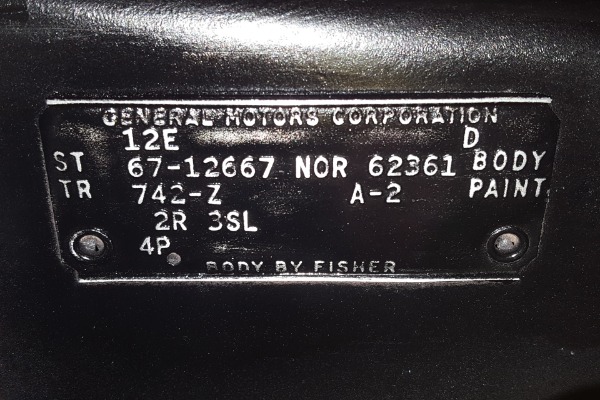 GENERAL MOTORS CORPORATION
12E D
ST 67-12667 NOR 62361 BODY
TR 742-Z A-2 PAINT
2R 3SL
4P
BODY BY FISHER